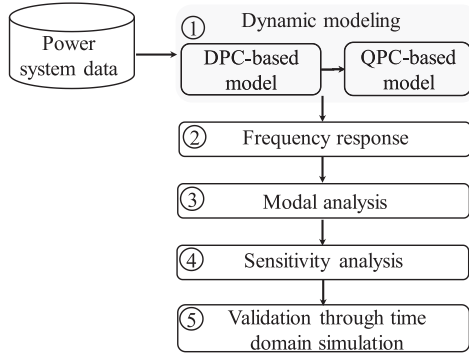 Power
system data
① Dynamic modeling
DPC-based
model
QPC-based
model
② Frequency response
③ Modal analysis
④ Sensitivity analysis
⑤ Validation through time
domain simulation